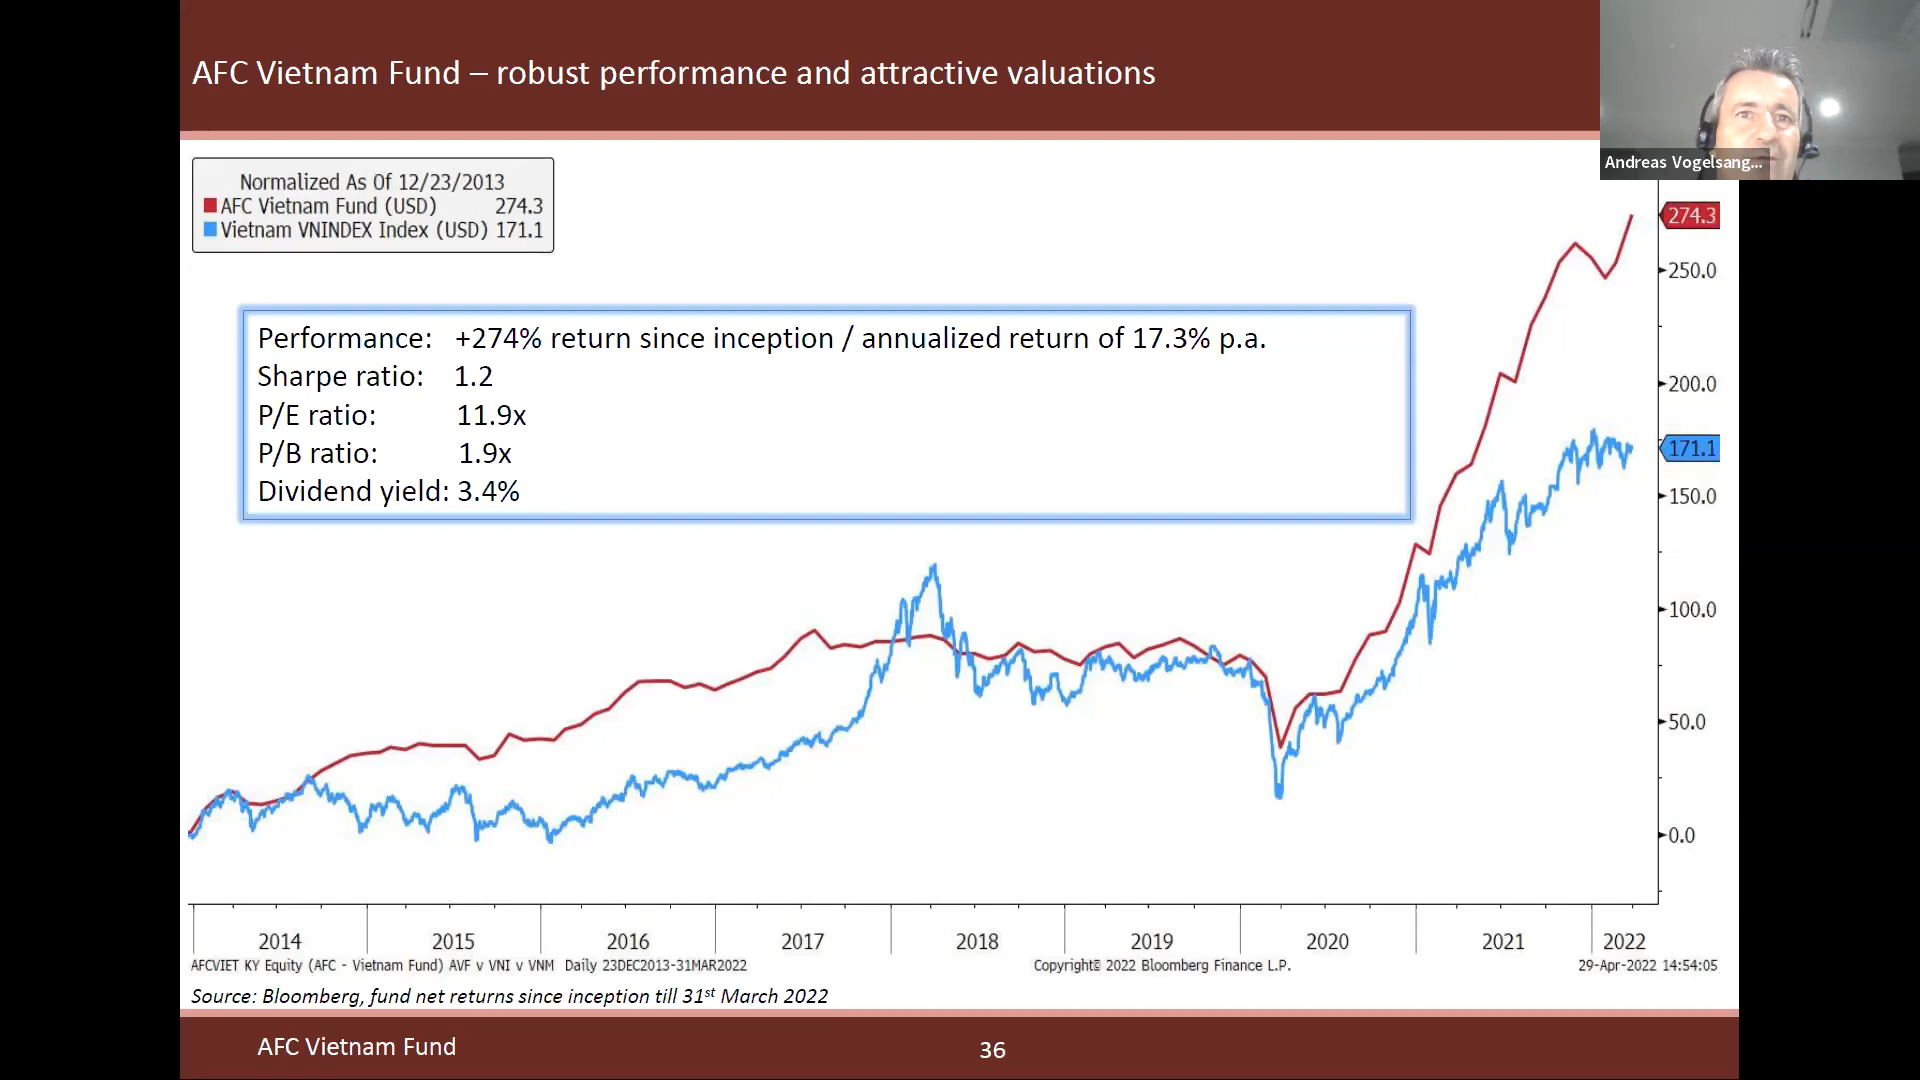 AFC Vietnam Fund – robust performance and attractive valuations
Andreas Vogelsang...
Normalized As Of 12/23/2013
AFC Vietnam Fund (USD) 274.3
Vietnam VNINDEX Index (USD) 171.1
274.3
250.0
200.0
171.1
150.0
100.0
50.0
0.0
Performance: +274% return since inception / annualized return of 17.3% p.a.
Sharpe ratio: 1.2
P/E ratio: 11.9x
P/B ratio: 1.9x
Dividend yield: 3.4%
2014 2015 2016 2017 2018 2019 2020 2021 2022
AFCVIET KY Equity (AFC - Vietnam Fund) AVF v VNI v VNM Daily 23DEC2013-31MAR2022 Copyright© 2022 Bloomberg Finance L.P. 29-Apr-2022 14:54:05
Source: Bloomberg, fund net returns since inception till 31st March 2022
AFC Vietnam Fund 36